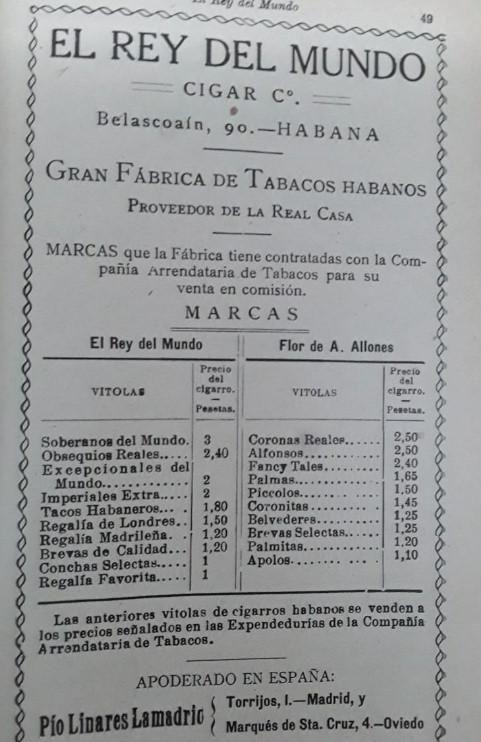 El Rey del Mundo
49
EL REY DEL MUNDO
CIGAR Cº.
Belascoaín, 90.—HABANA
GRAN FÁBRICA DE TABACOS HABANOS
PROVEEDOR DE LA REAL CASA
MARCAS que la Fábrica tiene contratadas con la Com-
pañía Arrendataria de Tabacos para su
venta en comisión.
MARCAS
El Rey del Mundo
VITOLAS
Precio
del
cigarro.
—
Pesetas.
Soberanos del Mundo. 3
Obsequios Reales..... 2,40
Excepcionales del
Mundo............ 2
Imperiales Extra..... 2
Tacos Habaneros... . 1,80
Regalía de Londres.. 1,50
Regalía Madrileña. . 1,20
Brevas de Calidad... 1,20
Conchas Selectas..... 1
Regalía Favorita..... 1
Flor de A. Allones
VITOLAS
Precio
del
cigarro.
—
Pesetas.
Coronas Reales...... 2,50
Alfonsos............ 2,50
Fancy Tales......... 2,40
Palmas.............. 1,65
Piccolos............ 1,50
Coronitas........... 1,45
Belvederes.......... 1,25
Brevas Selectas..... 1,25
Palmitas............ 1,20
Apolos........... ... . 1,10
Las anteriores vitolas de cigarros habanos se venden a
los precios señalados en las Expendedurías de la Compañía
Arrendataria de Tabacos.
APODERADO EN ESPAÑA:
Pío Linares Lamadric { Torrijos, 1.—Madrid, y
Marqués de Sta. Cruz, 4.—Oviedo